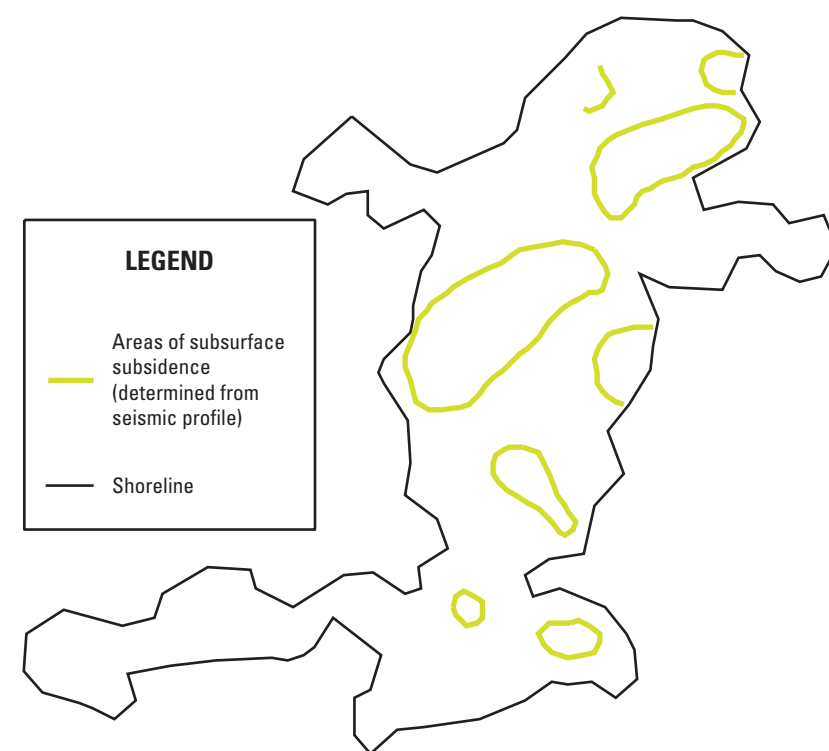 LEGEND
Areas of subsurface
subsidence
(determined from
seismic profile)
Shoreline